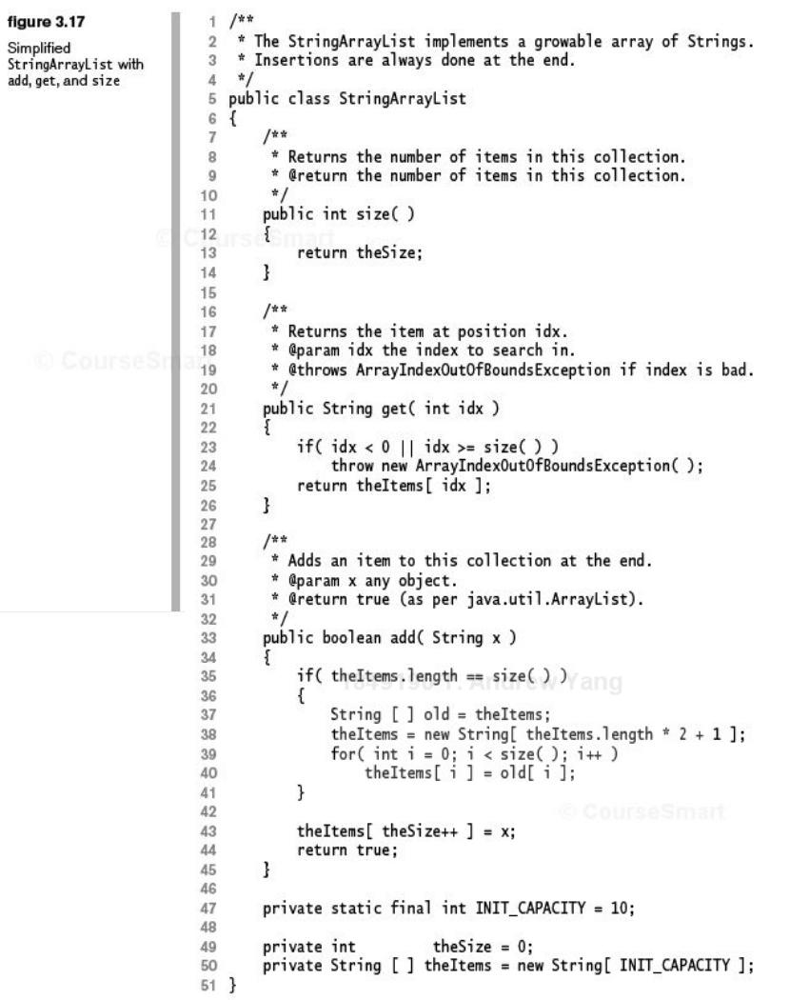 figure 3.17
Simplified
StringArrayList with
add, get, and size
1 /**
2  * The StringArrayList implements a growable array of Strings.
3  * Insertions are always done at the end.
4  */
5 public class StringArrayList
6 {
7     /**
8      * Returns the number of items in this collection.
9      * @return the number of items in this collection.
10      */
11     public int size( )
12     {
13         return theSize;
14     }
15
16     /**
17      * Returns the item at position idx.
18      * @param idx the index to search in.
19      * @throws ArrayIndexOutOfBoundsException if index is bad.
20      */
21     public String get( int idx )
22     {
23         if( idx < 0 || idx >= size( ) )
24             throw new ArrayIndexOutOfBoundsException( );
25         return theItems[ idx ];
26     }
27
28     /**
29      * Adds an item to this collection at the end.
30      * @param x any object.
31      * @return true (as per java.util.ArrayList).
32      */
33     public boolean add( String x )
34     {
35         if( theItems.length == size( ) )
36         {
37             String [ ] old = theItems;
38             theItems = new String[ theItems.length * 2 + 1 ];
39             for( int i = 0; i < size( ); i++ )
40                 theItems[ i ] = old[ i ];
41         }
42
43         theItems[ theSize++ ] = x;
44         return true;
45     }
46
47     private static final int INIT_CAPACITY = 10;
48
49     private int         theSize = 0;
50     private String [ ] theItems = new String[ INIT_CAPACITY ];
51 }
© CourseSmart
© CourseSmart
Andrew Yang
© CourseSmart